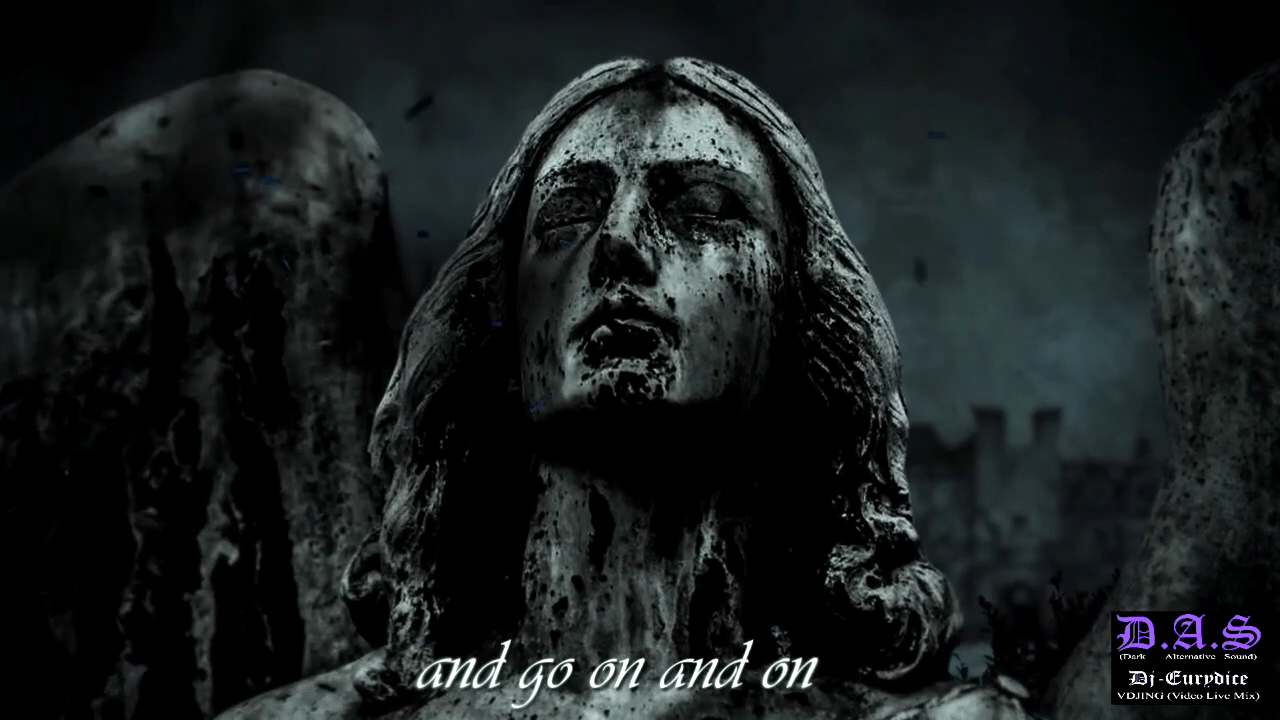 and go on and on
D.A.S
(Dark Alternative Sound)
Dj-Eurydice
VDJING (Video Live Mix)